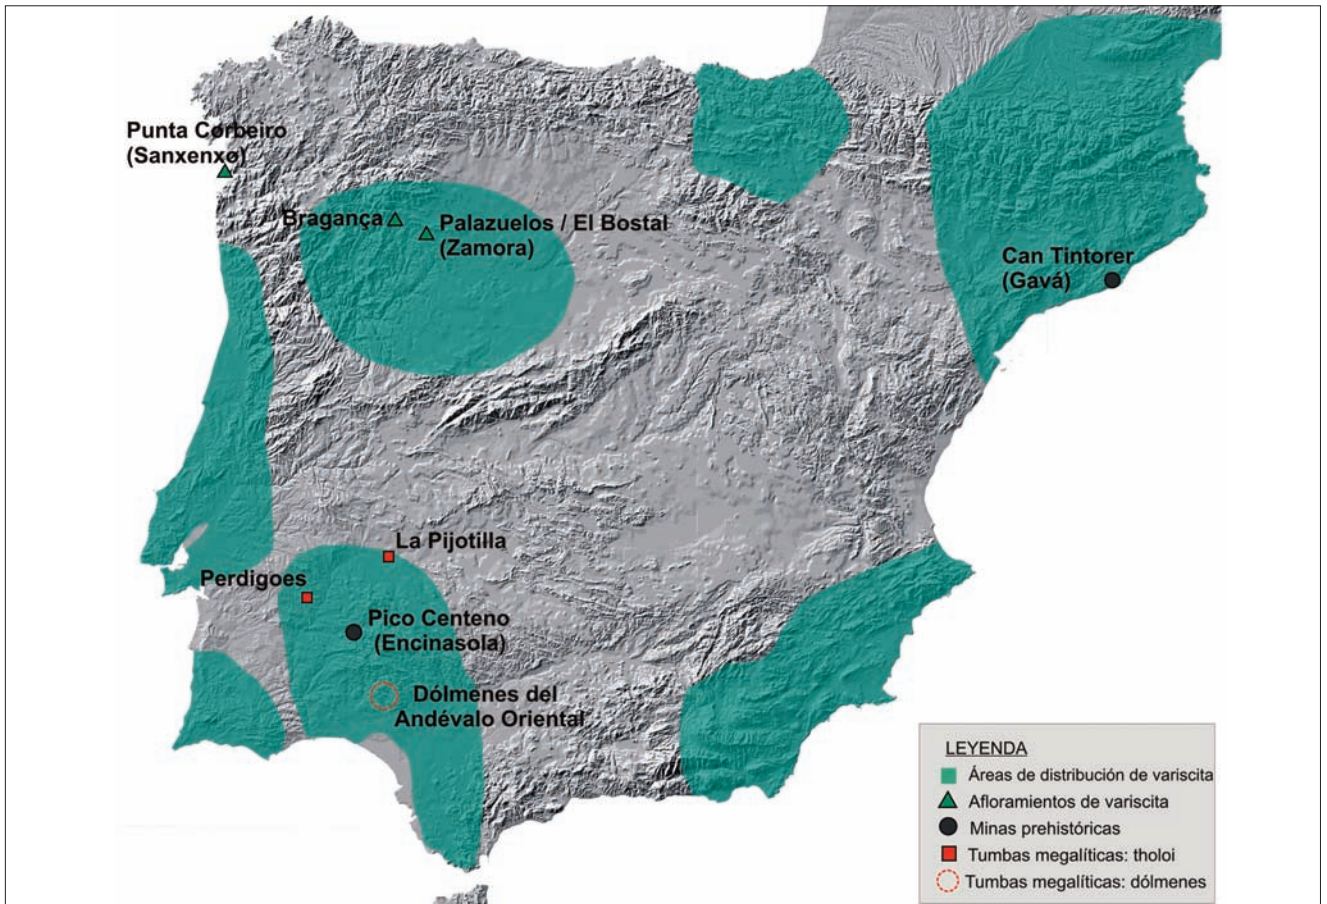 Punta Corbeiro
(Sanxenxo)
Bragança
Palazuelos / El Bostal
(Zamora)
Can Tintorer
(Gavá)
La Pijotilla
Perdigoes
Pico Centeno
(Encinasola)
Dólmenes del
Andévalo Oriental
LEYENDA
Áreas de distribución de variscita
Afloramientos de variscita
Minas prehistóricas
Tumbas megalíticas: tholoi
Tumbas megalíticas: dólmenes